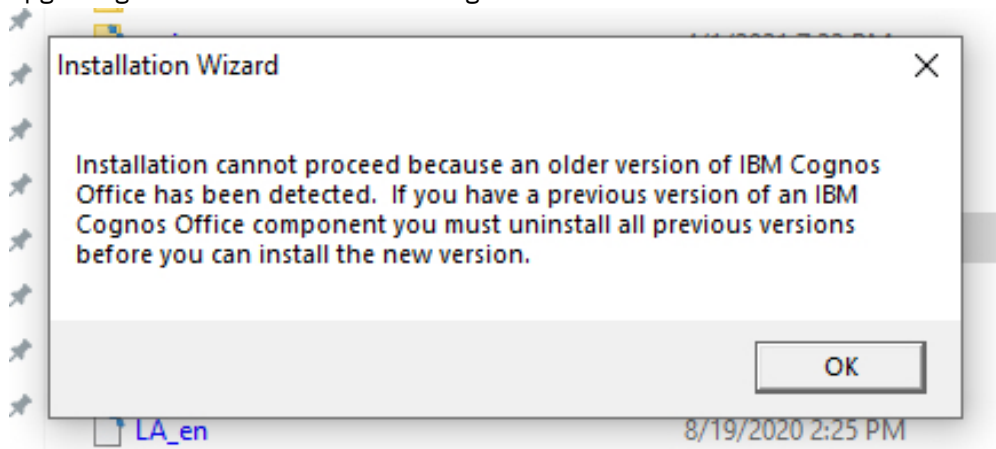 Installation Wizard
Installation cannot proceed because an older version of IBM Cognos
Office has been detected.  If you have a previous version of an IBM
Cognos Office component you must uninstall all previous versions
before you can install the new version.
OK
LA_en 8/19/2020 2:25 PM